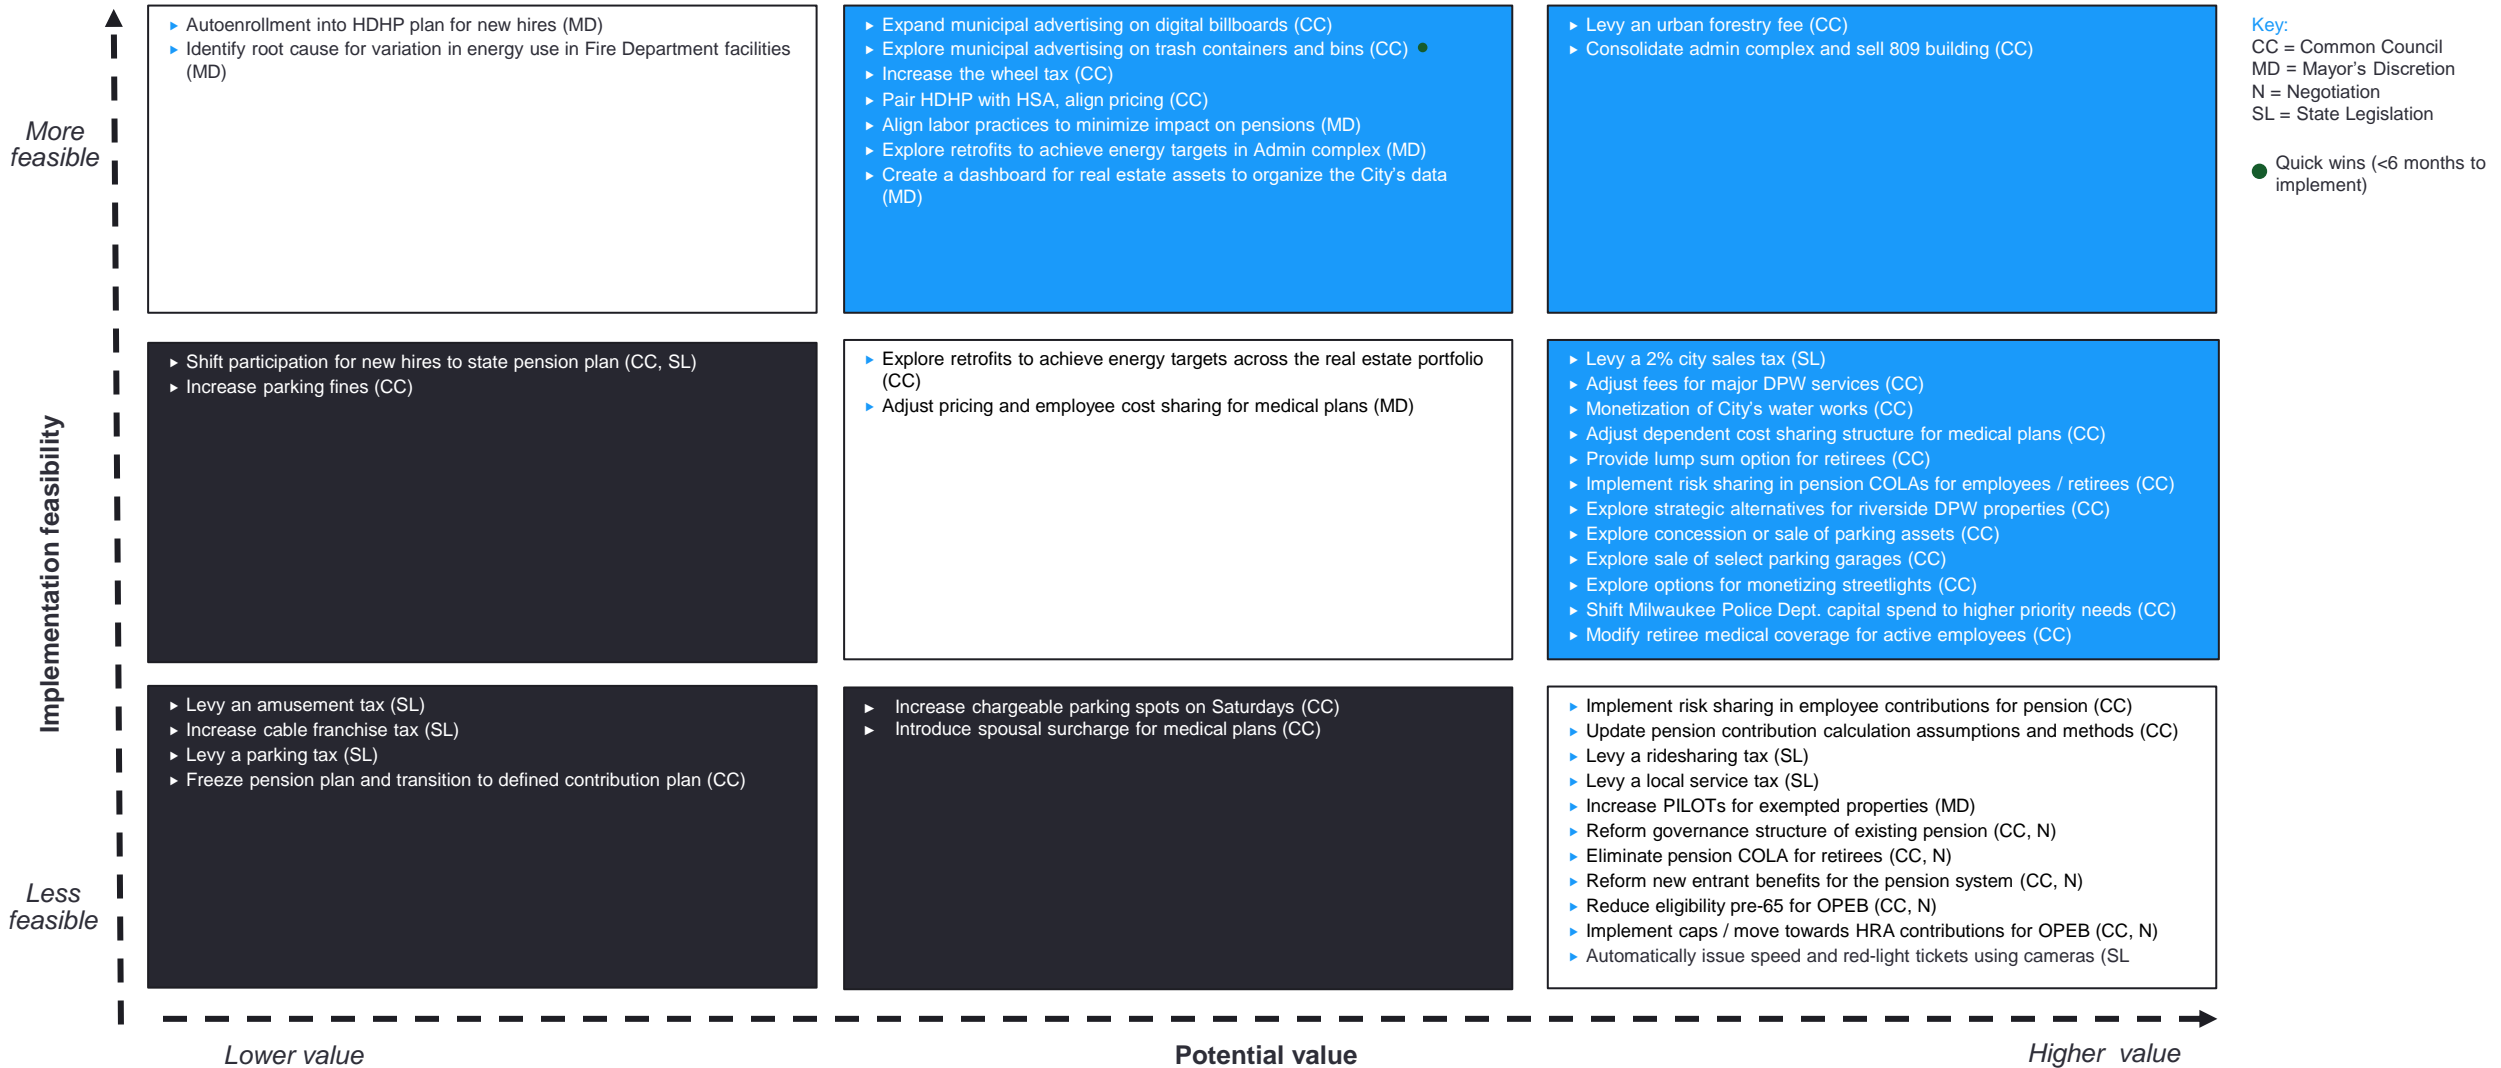 ▸ Autoenrollment into HDHP plan for new hires (MD)
▸ Identify root cause for variation in energy use in Fire Department facilities
(MD)
▸ Expand municipal advertising on digital billboards (CC)
▸ Explore municipal advertising on trash containers and bins (CC)
▸ Increase the wheel tax (CC)
▸ Pair HDHP with HSA, align pricing (CC)
▸ Align labor practices to minimize impact on pensions (MD)
▸ Explore retrofits to achieve energy targets in Admin complex (MD)
▸ Create a dashboard for real estate assets to organize the City's data
(MD)
▸ Levy an urban forestry fee (CC)
▸ Consolidate admin complex and sell 809 building (CC)
Key:
CC = Common Council
MD = Mayor's Discretion
N = Negotiation
SL = State Legislation
Quick wins (<6 months to
implement)
More
feasible
Implementation feasibility
▸ Shift participation for new hires to state pension plan (CC, SL)
▸ Increase parking fines (CC)
▸ Explore retrofits to achieve energy targets across the real estate portfolio
(CC)
▸ Adjust pricing and employee cost sharing for medical plans (MD)
▸ Levy a 2% city sales tax (SL)
▸ Adjust fees for major DPW services (CC)
▸ Monetization of City's water works (CC)
▸ Adjust dependent cost sharing structure for medical plans (CC)
▸ Provide lump sum option for retirees (CC)
▸ Implement risk sharing in pension COLAs for employees / retirees (CC)
▸ Explore strategic alternatives for riverside DPW properties (CC)
▸ Explore concession or sale of parking assets (CC)
▸ Explore sale of select parking garages (CC)
▸ Explore options for monetizing streetlights (CC)
▸ Shift Milwaukee Police Dept. capital spend to higher priority needs (CC)
▸ Modify retiree medical coverage for active employees (CC)
Less
feasible
▸ Levy an amusement tax (SL)
▸ Increase cable franchise tax (SL)
▸ Levy a parking tax (SL)
▸ Freeze pension plan and transition to defined contribution plan (CC)
▸ Increase chargeable parking spots on Saturdays (CC)
▸ Introduce spousal surcharge for medical plans (CC)
▸ Implement risk sharing in employee contributions for pension (CC)
▸ Update pension contribution calculation assumptions and methods (CC)
▸ Levy a ridesharing tax (SL)
▸ Levy a local service tax (SL)
▸ Increase PILOTs for exempted properties (MD)
▸ Reform governance structure of existing pension (CC, N)
▸ Eliminate pension COLA for retirees (CC, N)
▸ Reform new entrant benefits for the pension system (CC, N)
▸ Reduce eligibility pre-65 for OPEB (CC, N)
▸ Implement caps / move towards HRA contributions for OPEB (CC, N)
▸ Automatically issue speed and red-light tickets using cameras (SL
Lower value
Potential value
Higher value